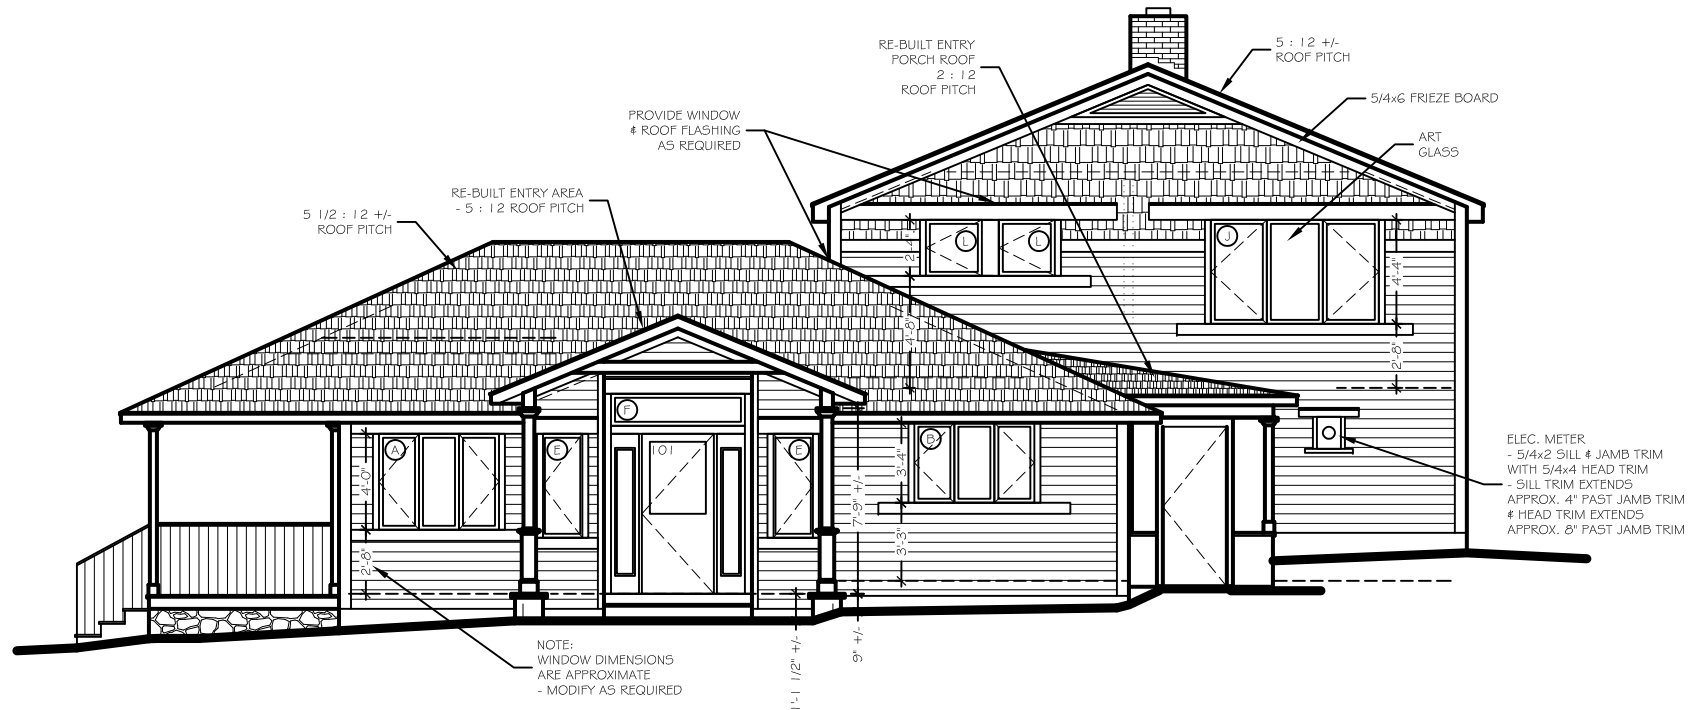 RE-BUILT ENTRY
PORCH ROOF
2 : 12
ROOF PITCH
5 : 12 +/-
ROOF PITCH
5/4x6 FRIEZE BOARD
ART
GLASS
PROVIDE WINDOW
& ROOF FLASHING
AS REQUIRED
RE-BUILT ENTRY AREA
- 5 : 12 ROOF PITCH
5 1/2 : 12 +/-
ROOF PITCH
L
L
J
2'-4"
4'-4"
4'-8"
2'-8"
F
A
E
101
E
B
4'-0"
3'-4"
7'-9" +/-
2'-8"
3'-3"
ELEC. METER
- 5/4x2 SILL & JAMB TRIM
WITH 5/4x4 HEAD TRIM
- SILL TRIM EXTENDS
APPROX. 4" PAST JAMB TRIM
& HEAD TRIM EXTENDS
APPROX. 8" PAST JAMB TRIM
NOTE:
WINDOW DIMENSIONS
ARE APPROXIMATE
- MODIFY AS REQUIRED
1'-1 1/2" +/-
9" +/-